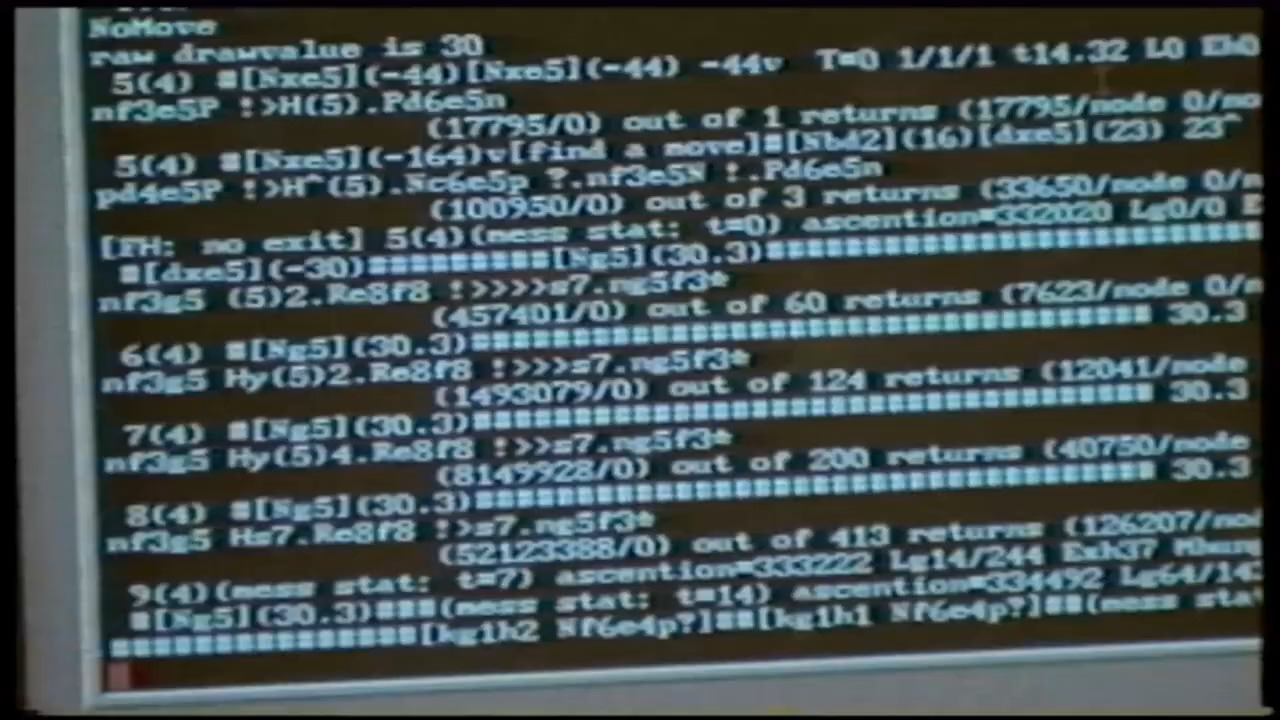 NoMove
raw drawvalue is 30
5(4) #[Nxe5](-44)[Nxe5](-44) -44v T=0 1/1/1 t14.32 L0
nf3e5P !>H(5).Pd6e5n
(17795/0) out of 1 returns (17795/node 0/no
5(4) #[Nxe5](-164)v[find a move]#[Nbd2](16)[dxe5](23) 23^
pd4e5P !>H^(5).Nc6e5p ?.nf3e5N !.Pd6e5n
(100950/0) out of 3 returns (33650/node 0/n
[FH: no exit] 5(4)(mess stat: t=0) ascention=332020 Lg0/0 E
#[dxe5](-30)#########[Ng5](30.3)
nf3g5 (5)2.Re8f8 !>>>>s7.ng5f3*
(457401/0) out of 60 returns (7623/node 0/n
6(4) #[Ng5](30.3) 30.3
nf3g5 Hy(5)2.Re8f8 !>>>s7.ng5f3*
(1493079/0) out of 124 returns (12041/node
7(4) #[Ng5](30.3) 30.3
nf3g5 Hy(5)4.Re8f8 !>>s7.ng5f3*
(8149928/0) out of 200 returns (40750/node
8(4) #[Ng5](30.3) 30.3
nf3g5 Hs7.Re8f8 !>s7.ng5f3*
(52123388/0) out of 413 returns (126207/no
9(4)(mess stat: t=7) ascention=333222 Lg14/244 Exh37
#[Ng5](30.3)###(mess stat: t=14) ascention=334492 Lg64/14
[kg1h2 Nf6e4p?]##[kg1h1 Nf6e4p?]##(mess sta